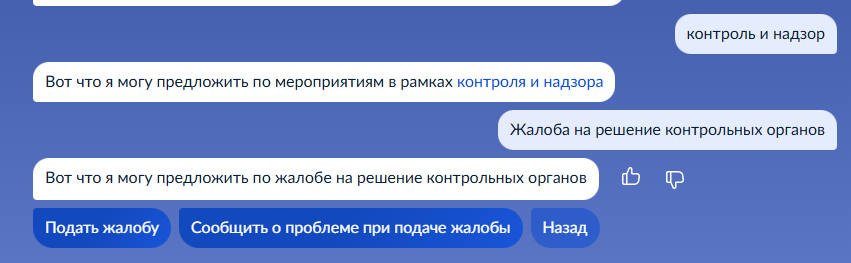 контроль и надзор
Вот что я могу предложить по мероприятиям в рамках контроля и надзора
Жалоба на решение контрольных органов
Вот что я могу предложить по жалобе на решение контрольных органов
Подать жалобу
Сообщить о проблеме при подаче жалобы
Назад